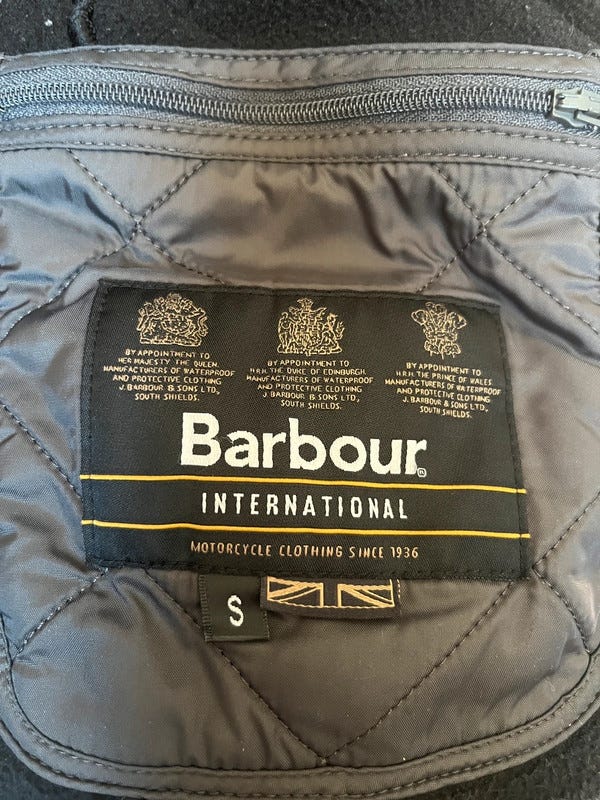 BY APPOINTMENT TO
HER MAJESTY THE QUEEN.
MANUFACTURERS OF WATERPROOF
AND PROTECTIVE CLOTHING
J. BARBOUR & SONS LTD,
SOUTH SHIELDS.
BY APPOINTMENT TO
H.R.H. THE DUKE OF EDINBURGH.
MANUFACTURERS OF WATERPROOF
AND PROTECTIVE CLOTHING
J. BARBOUR & SONS LTD,
SOUTH SHIELDS.
BY APPOINTMENT TO
H.R.H. THE PRINCE OF WALES.
MANUFACTURERS OF WATERPROOF
AND PROTECTIVE CLOTHING
J. BARBOUR & SONS LTD,
SOUTH SHIELDS.
Barbour®
INTERNATIONAL
MOTORCYCLE CLOTHING SINCE 1936
S